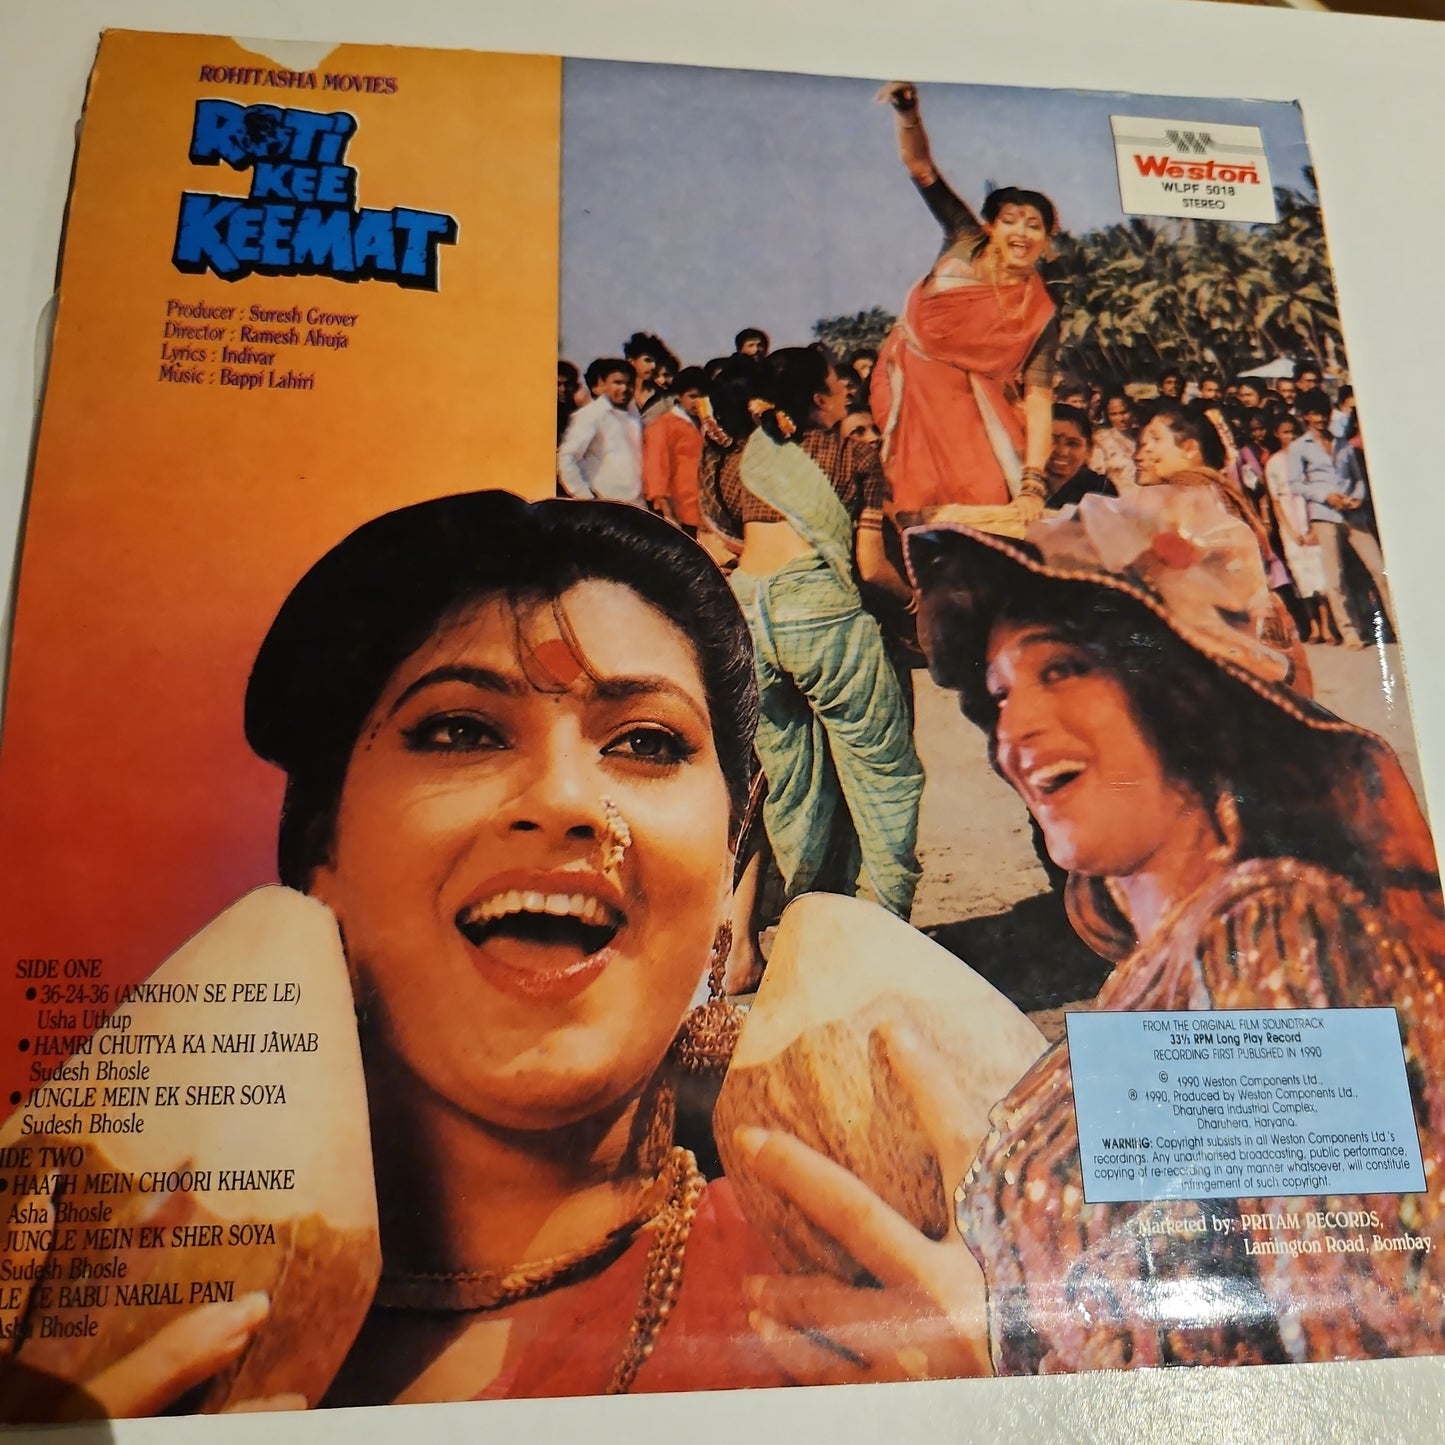 ROHITASHA MOVIES
ROTi
KEE
KEEMAT
Producer : Suresh Grover
Director : Ramesh Ahuja
Lyrics : Indivar
Music : Bappi Lahiri
Weston
WLPF 5018
STEREO
SIDE ONE
• 36-24-36 (ANKHON SE PEE LE)
Usha Uthup
• HAMRI CHUITYA KA NAHI JAWAB
Sudesh Bhosle
• JUNGLE MEIN EK SHER SOYA
Sudesh Bhosle
IDE TWO
• HAATH MEIN CHOORI KHANKE
Asha Bhosle
JUNGLE MEIN EK SHER SOYA
Sudesh Bhosle
LE LE BABU NARIAL PANI
Asha Bhosle
FROM THE ORIGINAL FILM SOUNDTRACK
33⅓ RPM Long Play Record
RECORDING FIRST PUBLISHED IN 1990
© 1990 Weston Components Ltd.,
℗ 1990, Produced by Weston Components Ltd.,
Dharuhera Industrial Complex,
Dharuhera, Haryana.
WARNING: Copyright subsists in all Weston Components Ltd.'s
recordings. Any unauthorised broadcasting, public performance,
copying or re-recording in any manner whatsoever, will constitute
infringement of such copyright.
Marketed by: PRITAM RECORDS,
Lamington Road, Bombay.